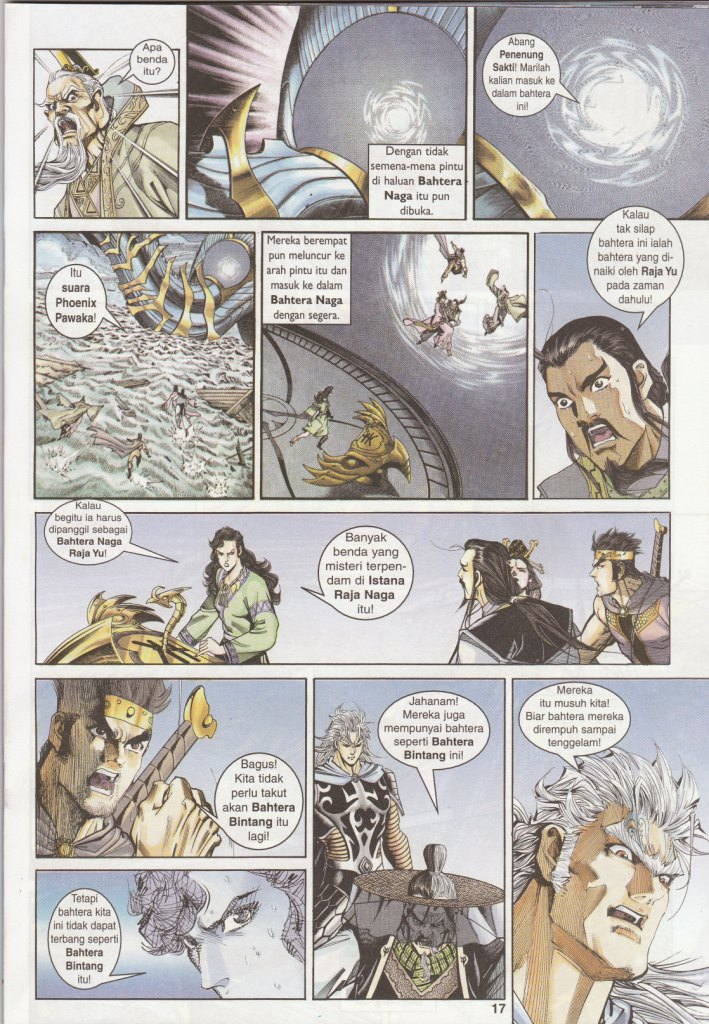 Apa
benda
itu?
Dengan tidak
semena-mena pintu
di haluan Bahtera
Naga itu pun
dibuka.
Abang
Penenung
Sakti! Marilah
kalian masuk ke
dalam bahtera
ini!
Itu
suara
Phoenix
Pawaka!
Mereka berempat
pun meluncur ke
arah pintu itu dan
masuk ke dalam
Bahtera Naga
dengan segera.
Kalau
tak silap
bahtera ini ialah
bahtera yang di-
naiki oleh Raja Yu
pada zaman
dahulu!
Kalau
begitu ia harus
dipanggil sebagai
Bahtera Naga
Raja Yu!
Banyak
benda yang
misteri terpen-
dam di Istana
Raja Naga
itu!
Bagus!
Kita tidak
perlu takut
akan Bahtera
Bintang itu
lagi!
Tetapi
bahtera kita
ini tidak dapat
terbang seperti
Bahtera
Bintang
itu!
Jahanam!
Mereka juga
mempunyai bahtera
seperti Bahtera
Bintang ini!
Mereka
itu musuh kita!
Biar bahtera mereka
dirempuh sampai
tenggelam!
17